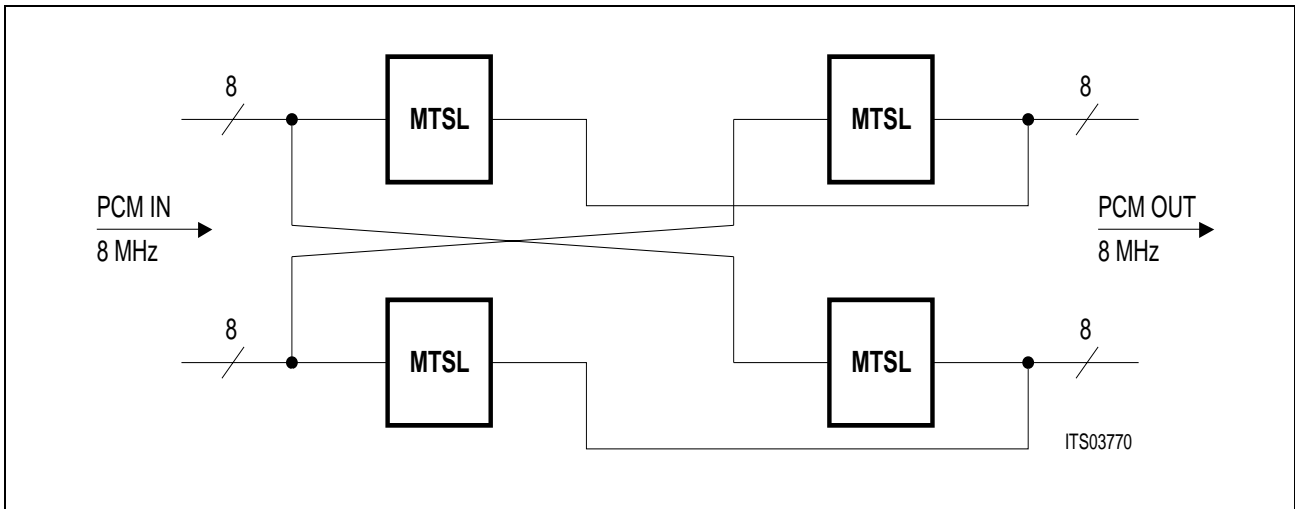 8
MTSL
MTSL
8
PCM IN
8 MHz
PCM OUT
8 MHz
8
MTSL
MTSL
8
ITS03770